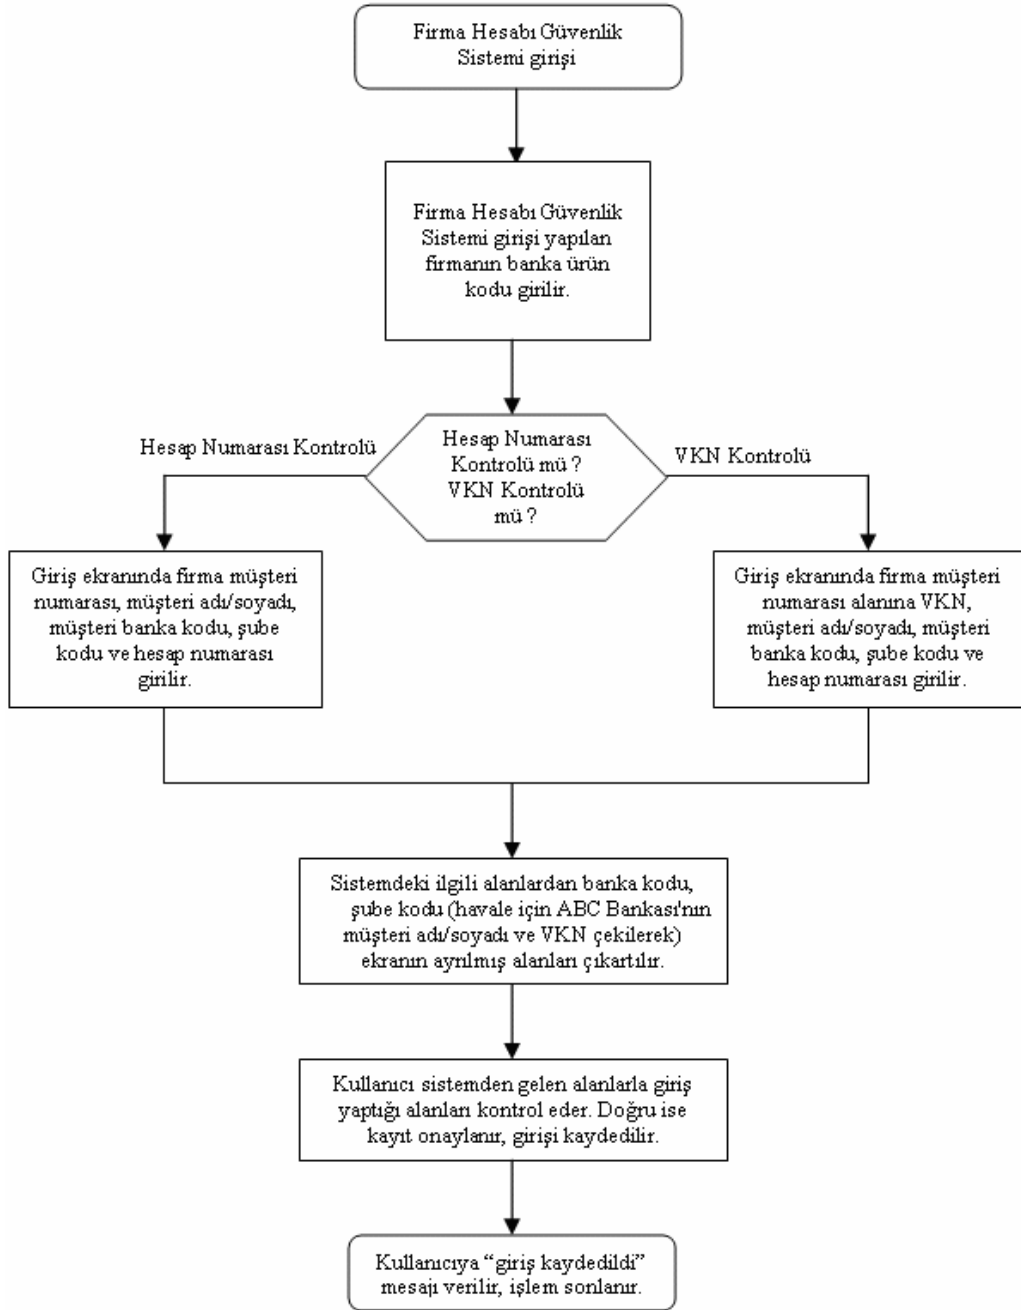 Firma Hesabı Güvenlik
Sistemi girişi
Firma Hesabı Güvenlik
Sistemi girişi yapılan
firmanın banka ürün
kodu girilir.
Hesap Numarası Kontrolü
Hesap Numarası
Kontrolü mü ?
VKN Kontrolü
mü ?
VKN Kontrolü
Giriş ekranında firma müşteri
numarası, müşteri adı/soyadı,
müşteri banka kodu, şube
kodu ve hesap numarası
girilir.
Giriş ekranında firma müşteri
numarası alanına VKN,
müşteri adı/soyadı, müşteri
banka kodu, şube kodu ve
hesap numarası girilir.
Sistemdeki ilgili alanlardan banka kodu,
şube kodu (havale için ABC Bankası'nın
müşteri adı/soyadı ve VKN çekilerek)
ekranın ayrılmış alanları çıkartılır.
Kullanıcı sistemden gelen alanlarla giriş
yaptığı alanları kontrol eder. Doğru ise
kayıt onaylanır, girişi kaydedilir.
Kullanıcıya “giriş kaydedildi”
mesajı verilir, işlem sonlanır.